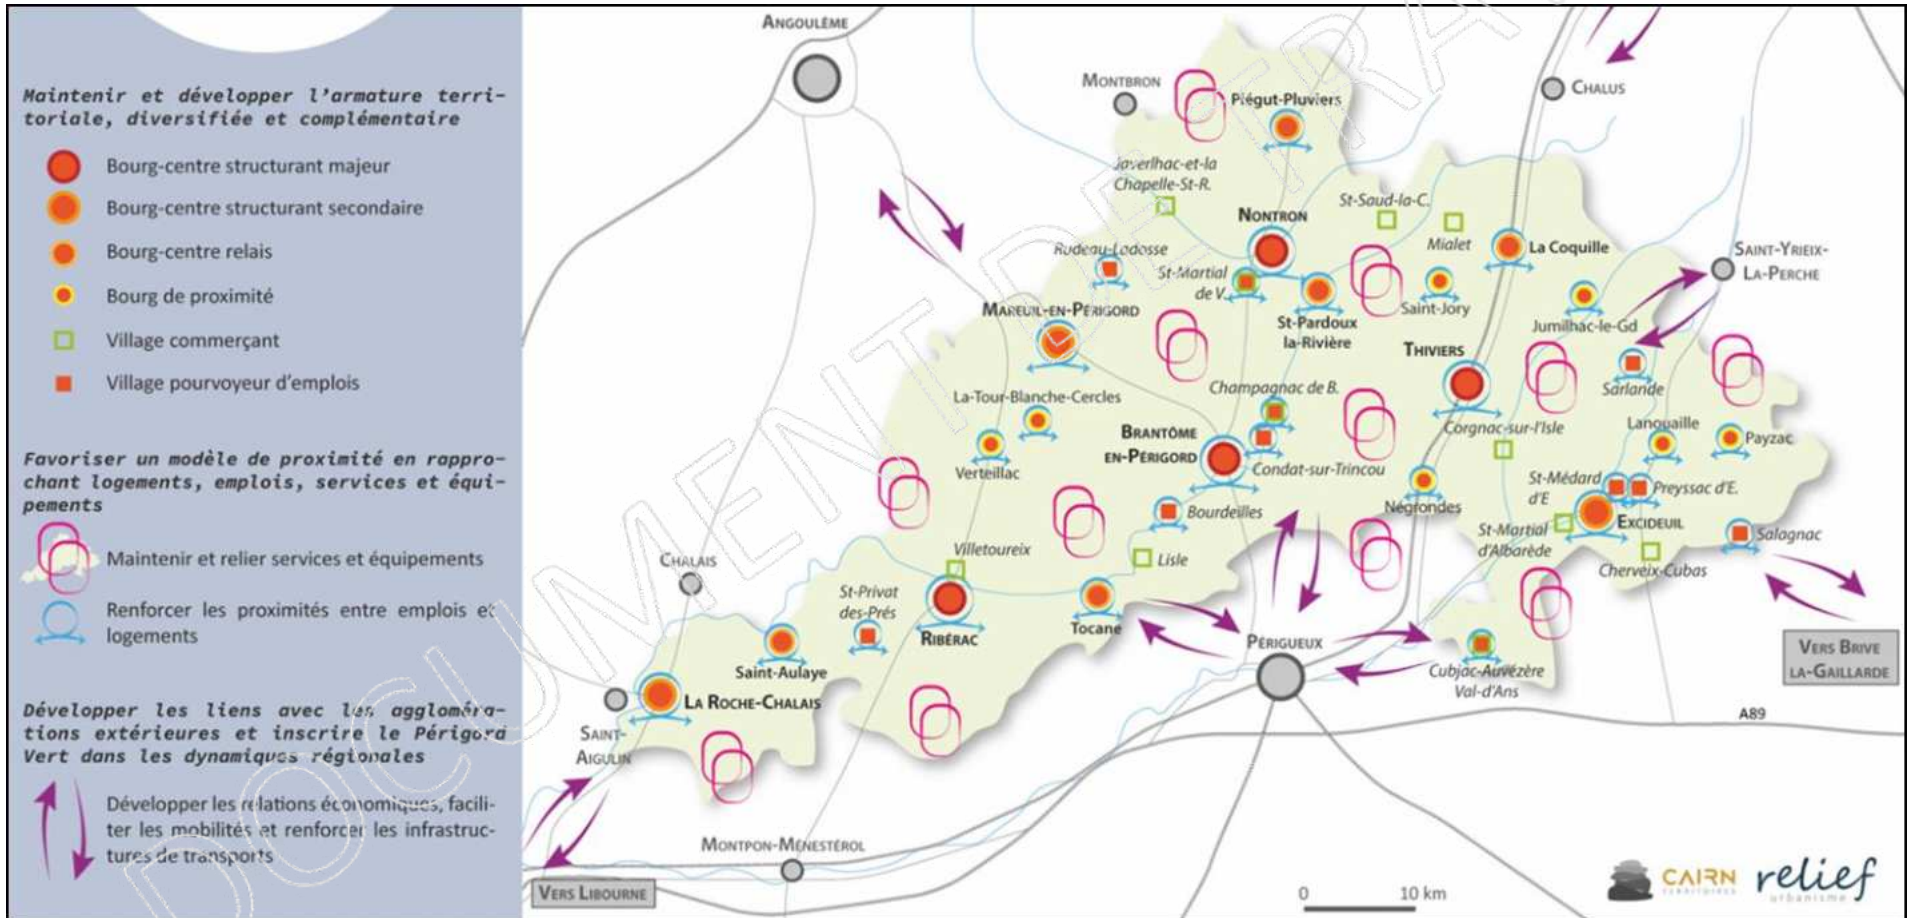 Maintenir et développer l'armature terri-
toriale, diversifiée et complémentaire
Bourg-centre structurant majeur
Bourg-centre structurant secondaire
Bourg-centre relais
Bourg de proximité
Village commerçant
Village pourvoyeur d'emplois
Favoriser un modèle de proximité en rappro-
chant logements, emplois, services et équi-
pements
Maintenir et relier services et équipements
Renforcer les proximités entre emplois et
logements
Développer les liens avec les aggloméra-
tions extérieures et inscrire le Périgord
Vert dans les dynamiques régionales
Développer les relations économiques, facili-
ter les mobilités et renforcer les infrastruc-
tures de transports
ANGOULÊME
MONTBRON
CHALUS
Piégut-Pluviers
Javerlhac-et-la
Chapelle-St-R.
St-Saud-la-C.
NONTRON
Mialet
La Coquille
SAINT-YRIEIX-
LA-PERCHE
Rudeau-Ladosse
St-Martial
de V.
MAREUIL-EN-PÉRIGORD
St-Pardoux
la-Rivière
Saint-Jory
Jumilhac-le-Gd
THIVIERS
Sarlande
La-Tour-Blanche-Cercles
Champagnac de B.
Verteillac
BRANTÔME
EN-PÉRIGORD
Condat-sur-Trincou
Corgnac-sur-l'Isle
Lanouaille
Payzac
Négrondes
St-Médard
d'E
Preyssac d'E.
Bourdeilles
EXCIDEUIL
St-Martial
d'Albarède
Salagnac
Cherveix-Cubas
CHALAIS
Villetoureix
Lisle
St-Privat
des-Prés
RIBÉRAC
Tocane
Saint-Aulaye
LA ROCHE-CHALAIS
SAINT-
AIGULIN
PÉRIGUEUX
Cubjac-Auvézère
Val-d'Ans
VERS BRIVE
LA-GAILLARDE
A89
MONTPON-MÉNESTÉROL
VERS LIBOURNE
0 10 km
CAIRN
TERRITOIRES
relief
urbanisme
DOCUMENT DE TRA